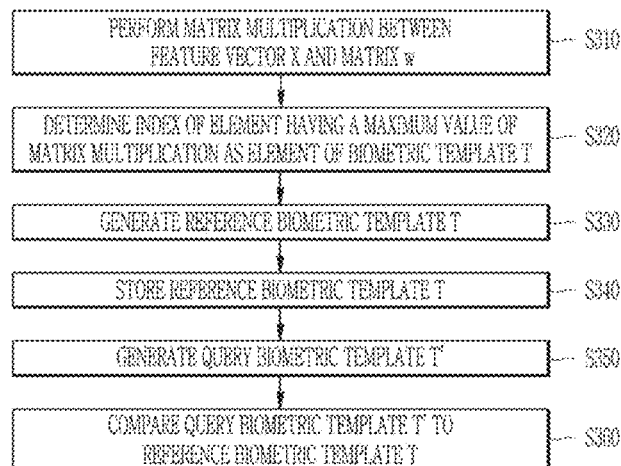 PERFORM MATRIX MULTIPLICATION BETWEEN
FEATURE VECTOR X AND MATRIX w
S310
DETERMINE INDEX OF ELEMENT HAVING A MAXIMUM VALUE OF
MATRIX MULTIPLICATION AS ELEMENT OF BIOMETRIC TEMPLATE T
S320
GENERATE REFERENCE BIOMETRIC TEMPLATE T
S330
STORE REFERENCE BIOMETRIC TEMPLATE T
S340
GENERATE QUERY BIOMETRIC TEMPLATE T'
S350
COMPARE QUERY BIOMETRIC TEMPLATE T' TO
REFERENCE BIOMETRIC TEMPLATE T
S360